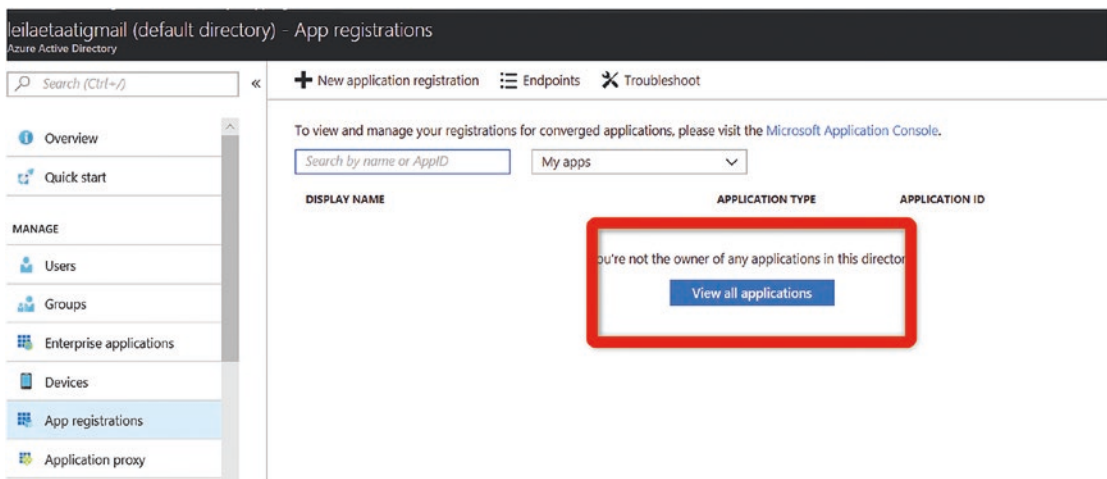 leilaetaatigmail (default directory) - App registrations
Azure Active Directory
Search (Ctrl+/)
«
New application registration
Endpoints
Troubleshoot
Overview
Quick start
MANAGE
Users
Groups
Enterprise applications
Devices
App registrations
Application proxy
To view and manage your registrations for converged applications, please visit the Microsoft Application Console.
Search by name or AppID
My apps
DISPLAY NAME
APPLICATION TYPE
APPLICATION ID
ou're not the owner of any applications in this director
View all applications